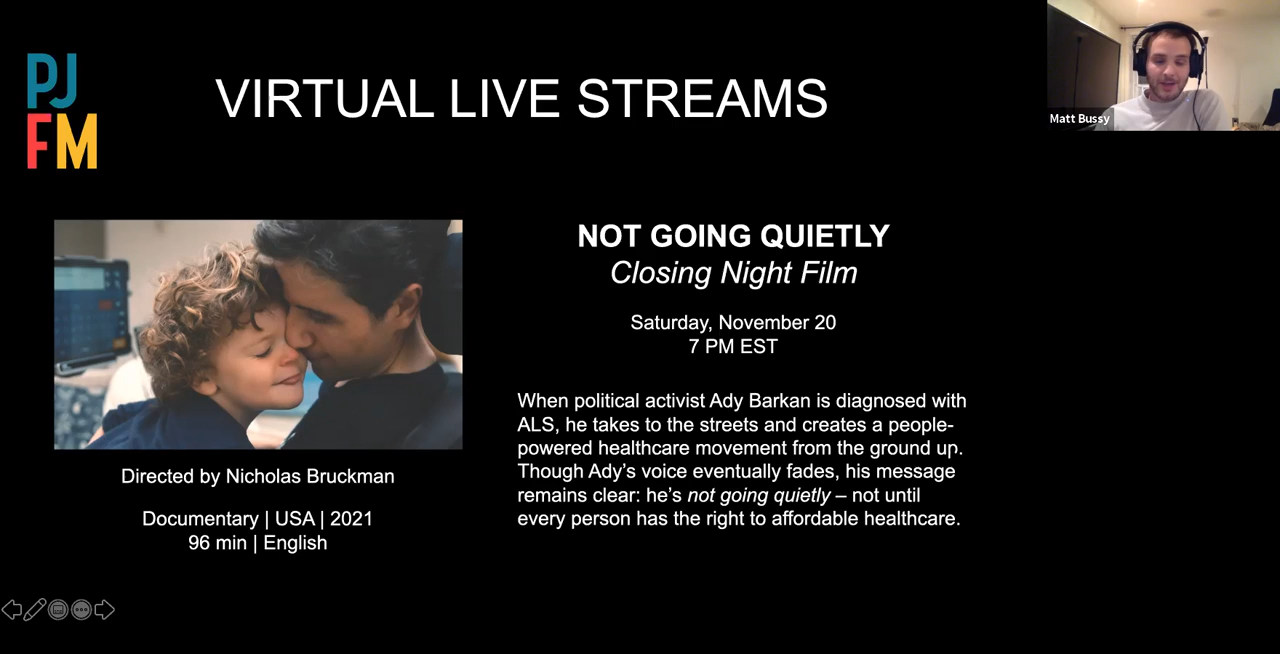 PJ
FM
VIRTUAL LIVE STREAMS
Matt Bussy
NOT GOING QUIETLY
Closing Night Film
Saturday, November 20
7 PM EST
When political activist Ady Barkan is diagnosed with
ALS, he takes to the streets and creates a people-
powered healthcare movement from the ground up.
Though Ady’s voice eventually fades, his message
remains clear: he’s not going quietly – not until
every person has the right to affordable healthcare.
Directed by Nicholas Bruckman
Documentary | USA | 2021
96 min | English